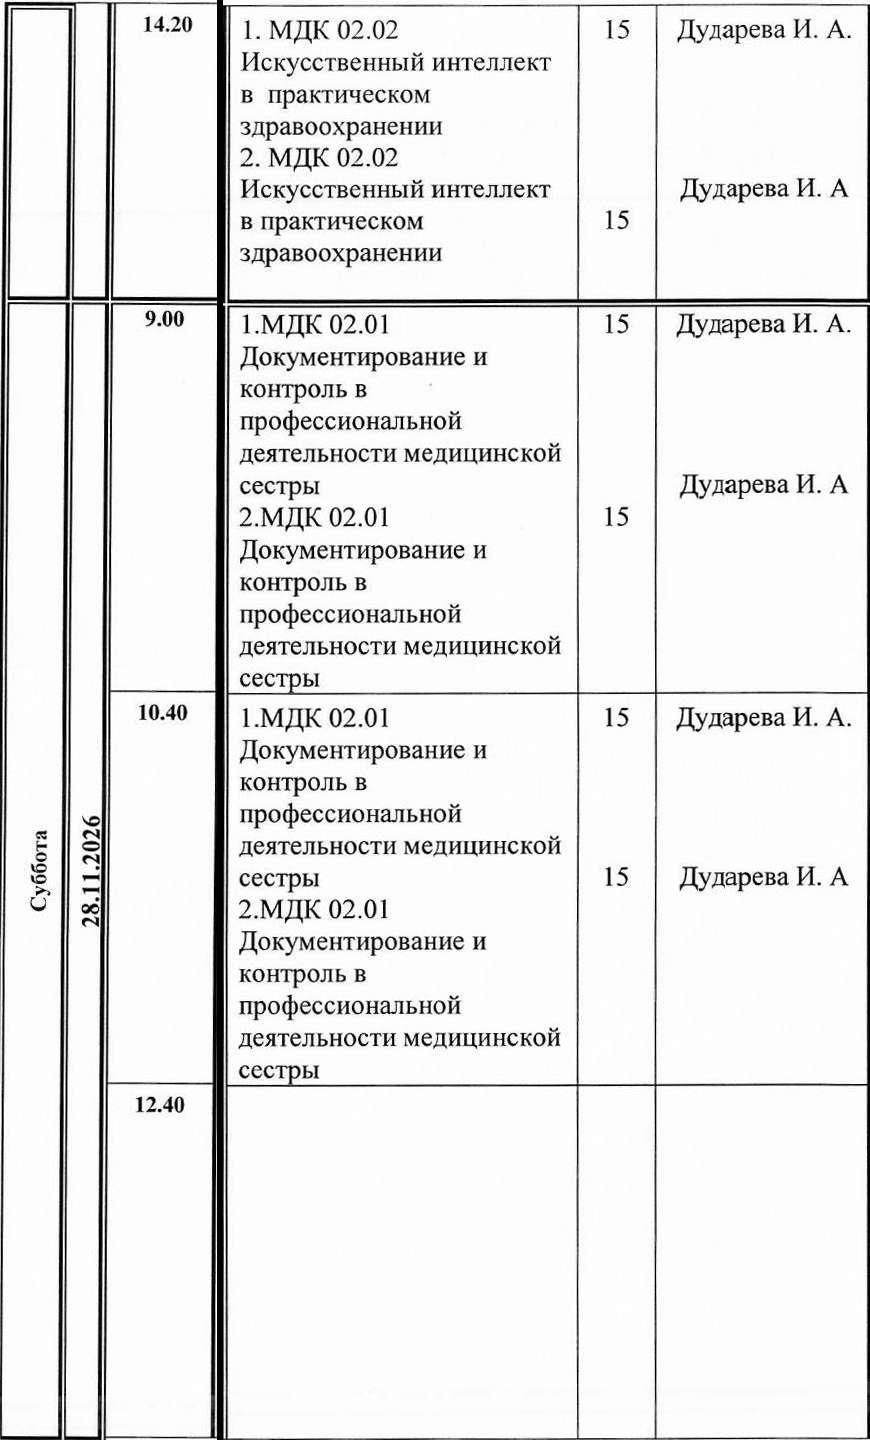 14.20
1. МДК 02.02
Искусственный интеллект
в практическом
здравоохранении
2. МДК 02.02
Искусственный интеллект
в практическом
здравоохранении
15
15
Дударева И. А.
Дударева И. А
Суббота
28.11.2026
9.00
1.МДК 02.01
Документирование и
контроль в
профессиональной
деятельности медицинской
сестры
2.МДК 02.01
Документирование и
контроль в
профессиональной
деятельности медицинской
сестры
15
15
Дударева И. А.
Дударева И. А
10.40
1.МДК 02.01
Документирование и
контроль в
профессиональной
деятельности медицинской
сестры
2.МДК 02.01
Документирование и
контроль в
профессиональной
деятельности медицинской
сестры
15
15
Дударева И. А.
Дударева И. А
12.40